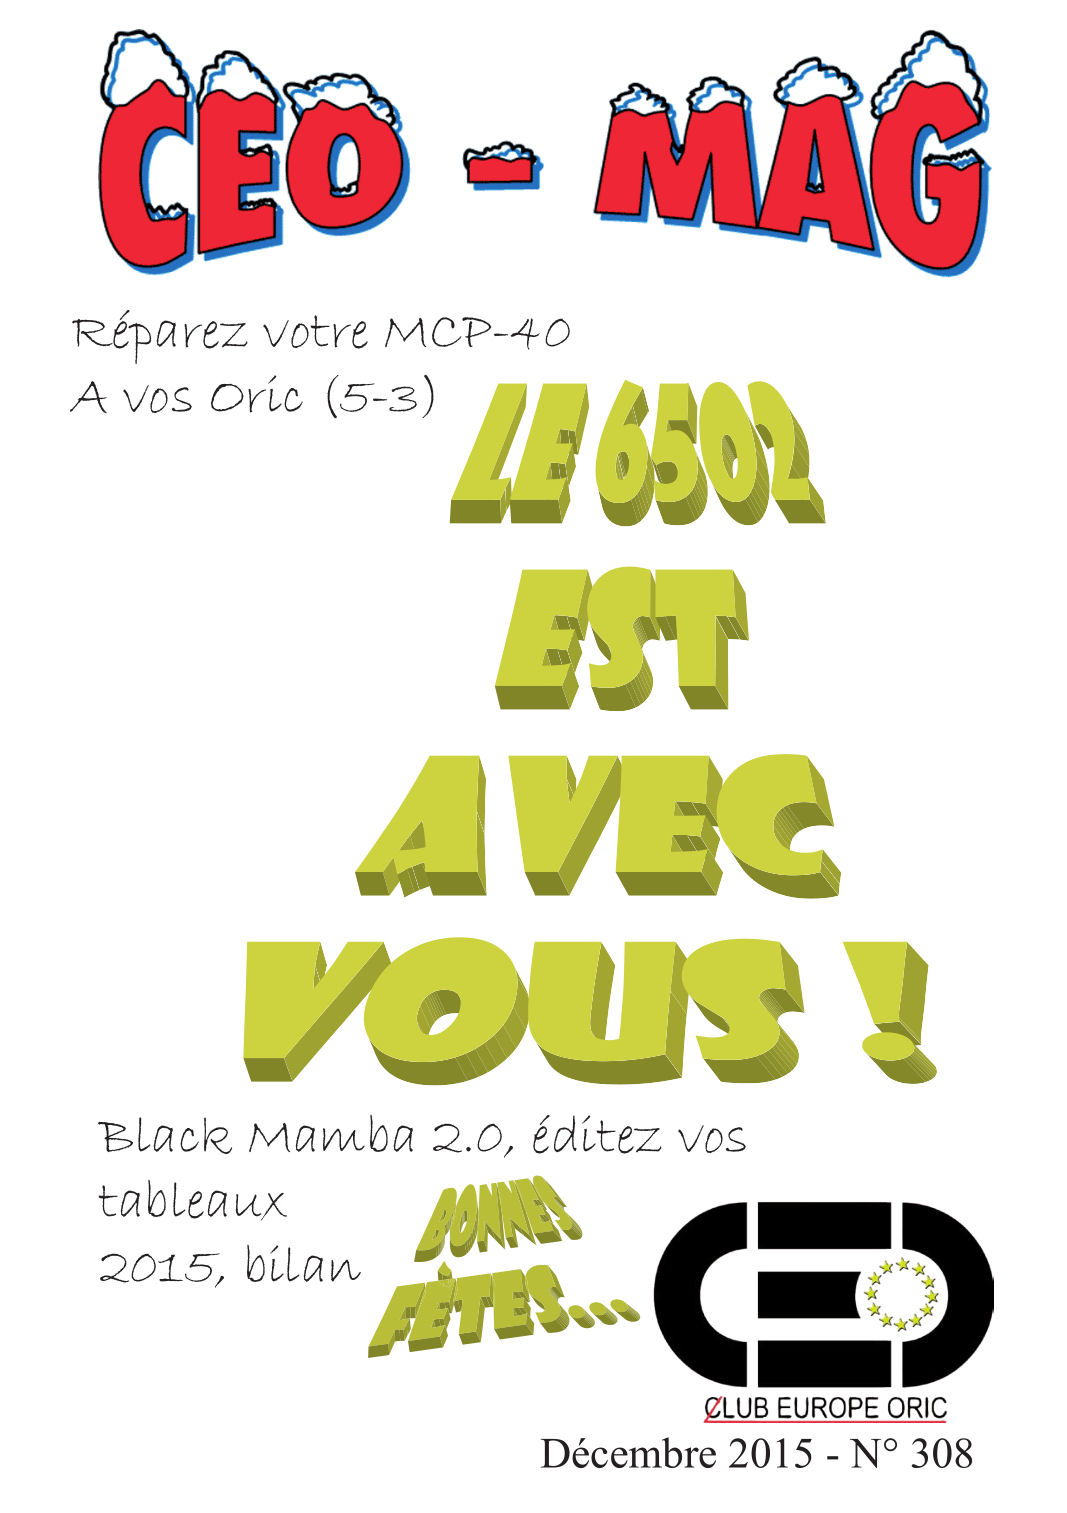 CEO - MAG
Réparez votre MCP-40
A vos Oric (5-3)
LE 6502
EST
AVEC
VOUS !
Black Mamba 2.0, éditez vos
tableaux
2015, bilan
BONNES
FÊTES...
CEO
CLUB EUROPE ORIC
Décembre 2015 - N° 308